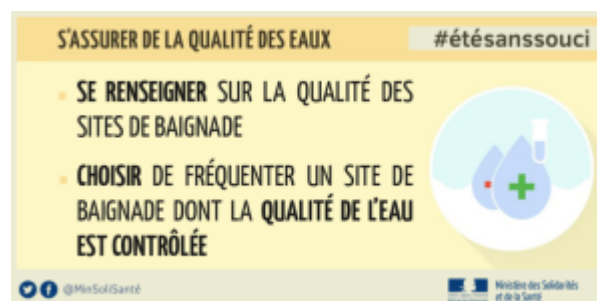 S'ASSURER DE LA QUALITÉ DES EAUX
#étésanssouci
SE RENSEIGNER SUR LA QUALITÉ DES
SITES DE BAIGNADE
CHOISIR DE FRÉQUENTER UN SITE DE
BAIGNADE DONT LA QUALITÉ DE L'EAU
EST CONTRÔLÉE
@MinSoliSanté
Ministère des Solidarités
et de la Santé